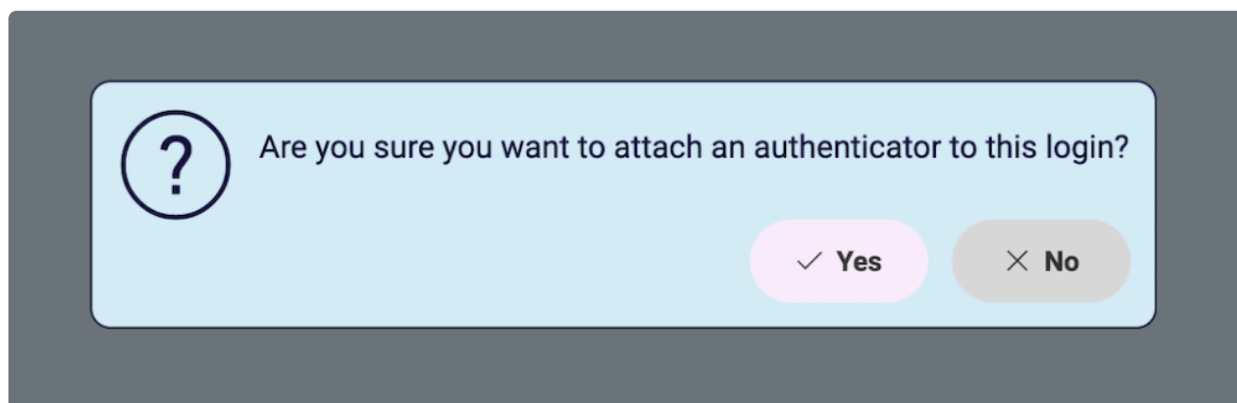 ?
Are you sure you want to attach an authenticator to this login?
Yes
No